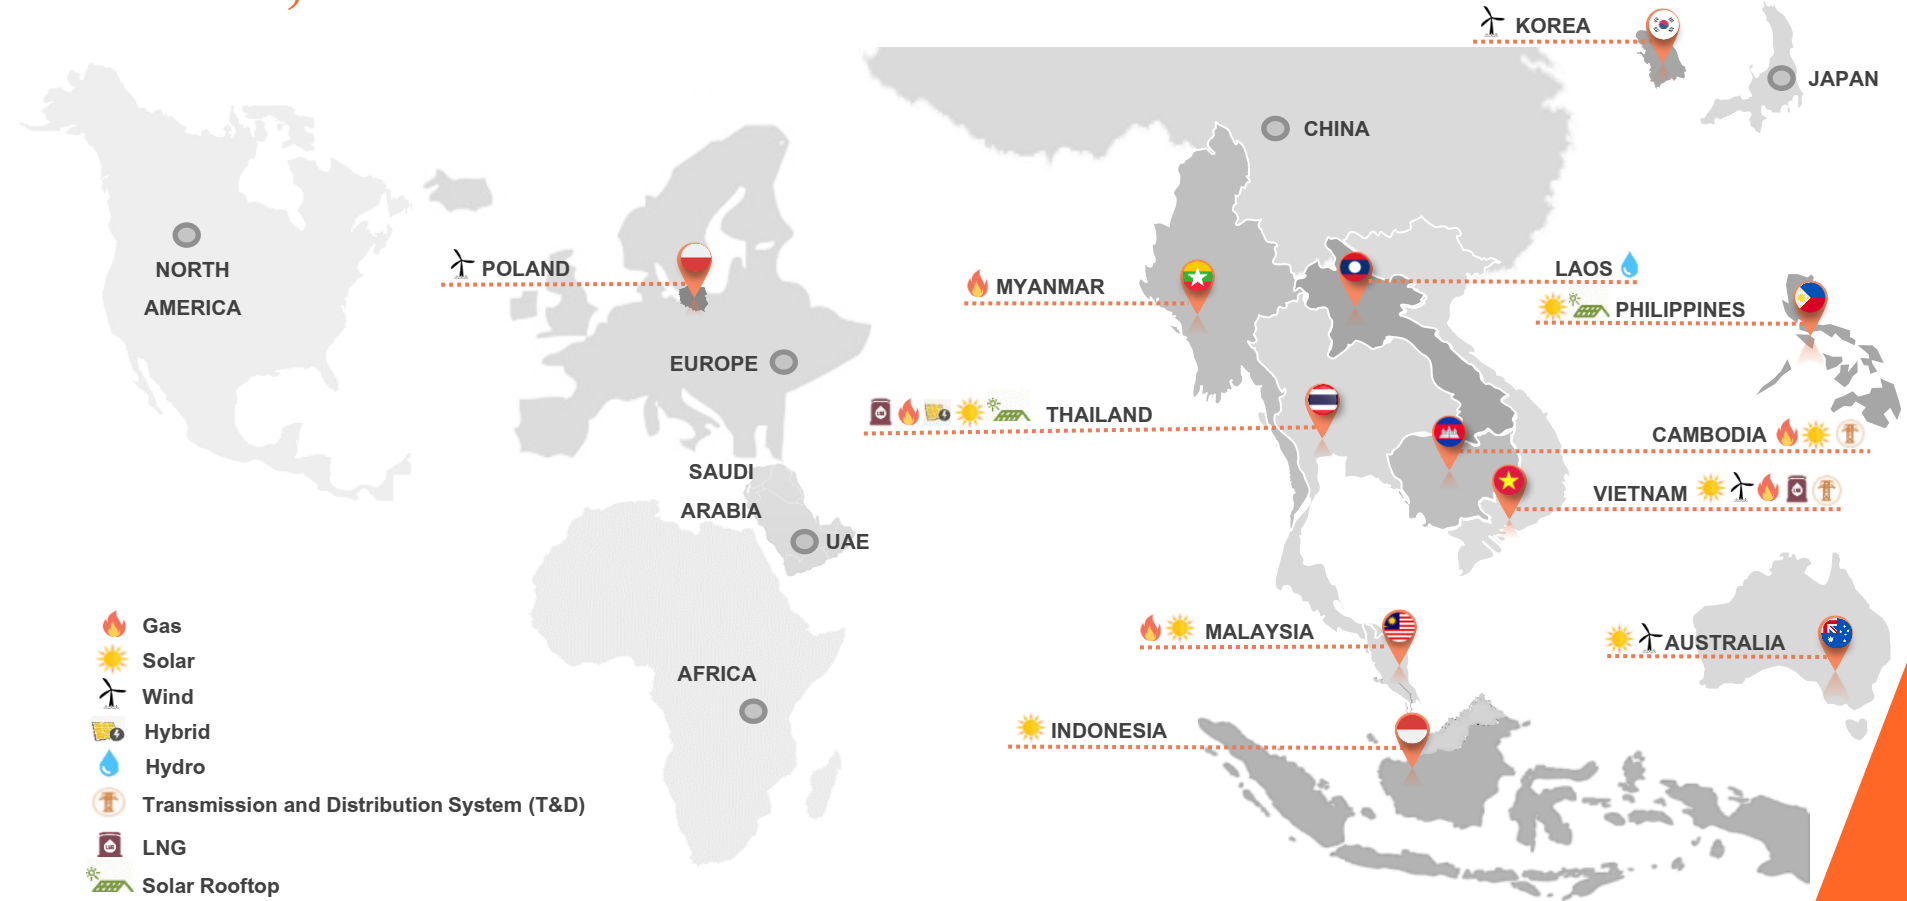 KOREA
JAPAN
CHINA
NORTH
AMERICA
POLAND
MYANMAR
LAOS
PHILIPPINES
EUROPE
THAILAND
CAMBODIA
SAUDI
ARABIA
VIETNAM
UAE
MALAYSIA
AUSTRALIA
AFRICA
INDONESIA
Gas
Solar
Wind
Hybrid
Hydro
Transmission and Distribution System (T&D)
LNG
Solar Rooftop